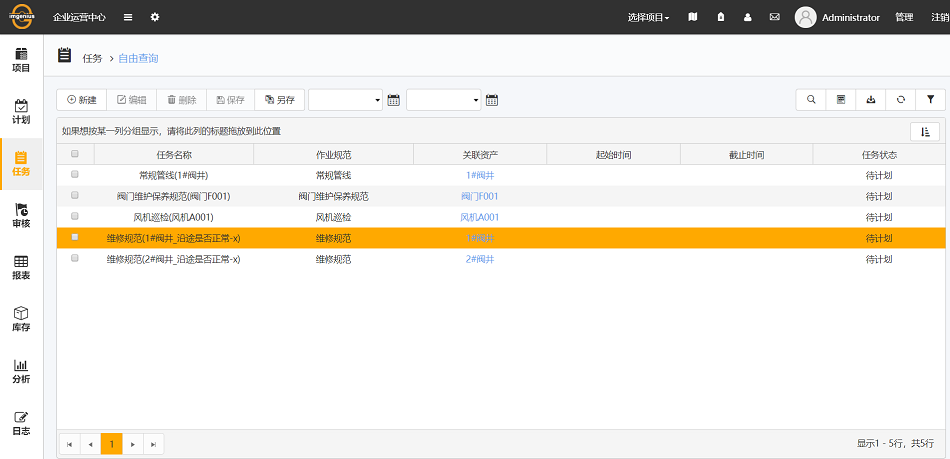 imgenius 企业运营中心 选择项目 Administrator 管理 注销
项目
计划
任务
审核
报表
库存
分析
日志
任务 > 自由查询
新建 编辑 删除 保存 另存
如果想按某一列分组显示，请将此列的标题拖放到此位置
任务名称 作业规范 关联资产 起始时间 截止时间 任务状态
常规管线(1#阀井) 常规管线 1#阀井 待计划
阀门维护保养规范(阀门F001) 阀门维护保养规范 阀门F001 待计划
风机巡检(风机A001) 风机巡检 风机A001 待计划
维修规范(1#阀井_沿途是否正常-x) 维修规范 1#阀井 待计划
维修规范(2#阀井_沿途是否正常-x) 维修规范 2#阀井 待计划
1 显示1 - 5行，共5行